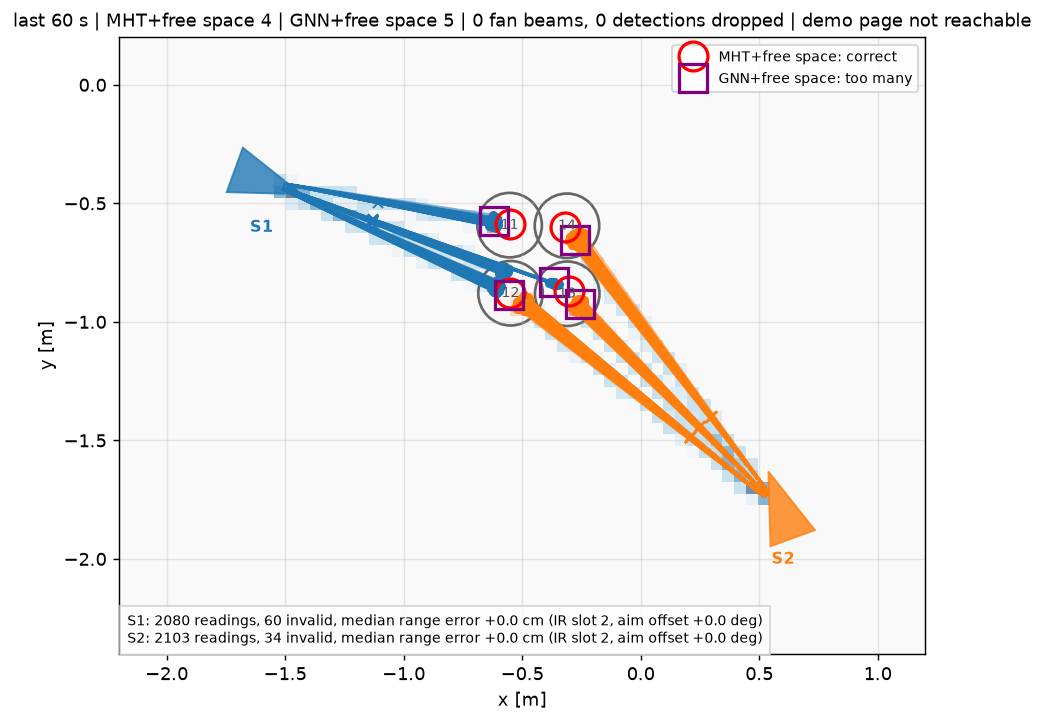 last 60 s | MHT+free space 4 | GNN+free space 5 | 0 fan beams, 0 detections dropped | demo page not reachable
MHT+free space: correct
GNN+free space: too many
0.0
−0.5
−1.0
−1.5
−2.0
y [m]
S1
11
14
12
S2
S1: 2080 readings, 60 invalid, median range error +0.0 cm (IR slot 2, aim offset +0.0 deg)
S2: 2103 readings, 34 invalid, median range error +0.0 cm (IR slot 2, aim offset +0.0 deg)
−2.0 −1.5 −1.0 −0.5 0.0 0.5 1.0
x [m]